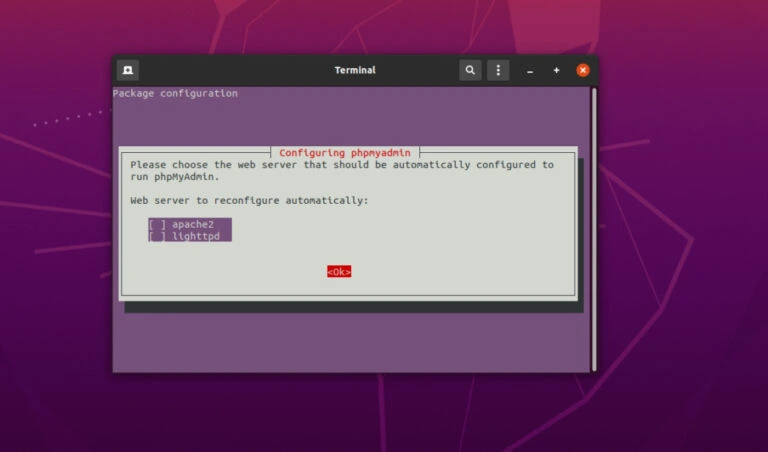 Terminal
Package configuration
Configuring phpmyadmin
Please choose the web server that should be automatically configured to
run phpMyAdmin.
Web server to reconfigure automatically:
[ ] apache2
[ ] lighttpd
<Ok>